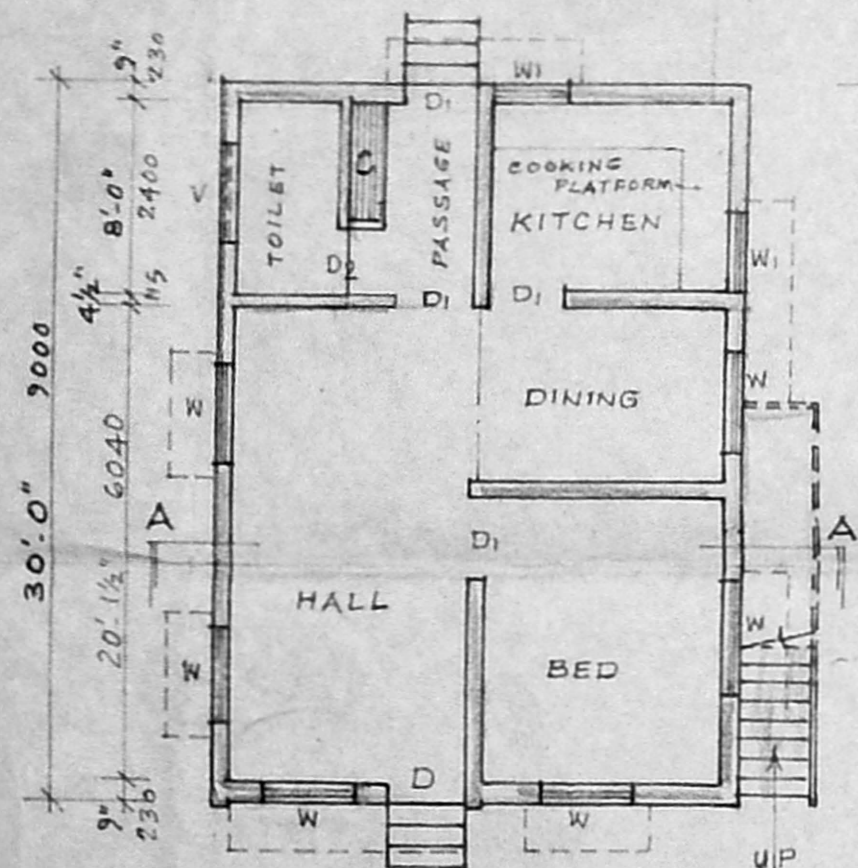 9"
230
8'-0"
2400
4½"
115
30'-0"
9000
20'-1½"
6040
9"
230
V
W1
D1
TOILET
C
PASSAGE
COOKING
PLATFORM
KITCHEN
D2
D1
D1
W1
W
DINING
W
A
A
D1
HALL
BED
W
W
D
W
W
UP